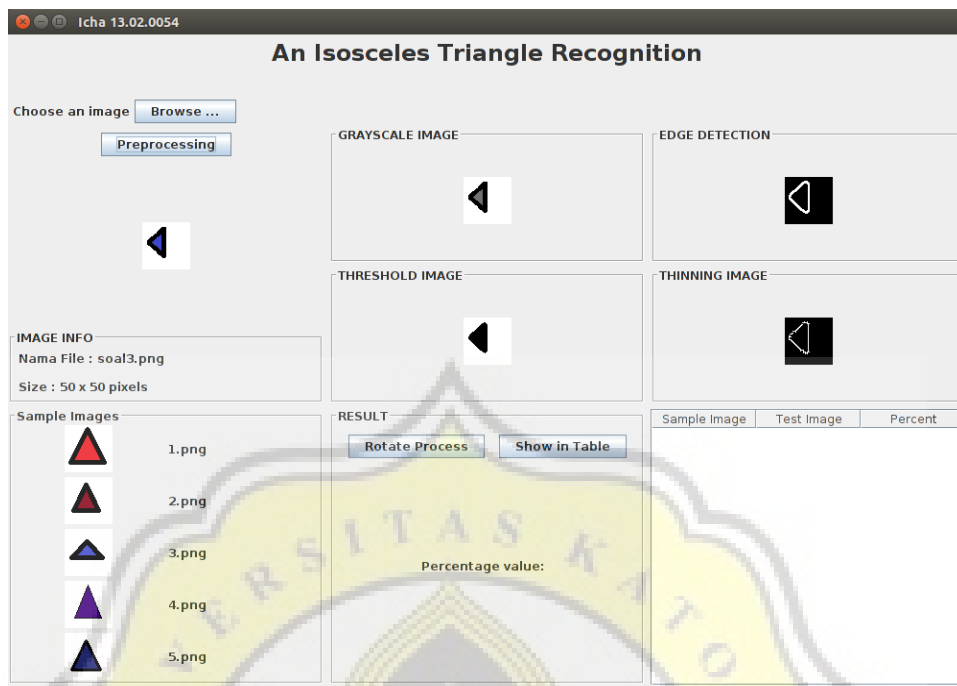 Icha 13.02.0054
An Isosceles Triangle Recognition
Choose an image Browse ...
Preprocessing
GRAYSCALE IMAGE
EDGE DETECTION
THRESHOLD IMAGE
THINNING IMAGE
IMAGE INFO
Nama File : soal3.png
Size : 50 x 50 pixels
Sample Images
1.png
2.png
3.png
4.png
5.png
RESULT
Rotate Process Show in Table
Percentage value:
Sample Image Test Image Percent
ERSITAS KATO